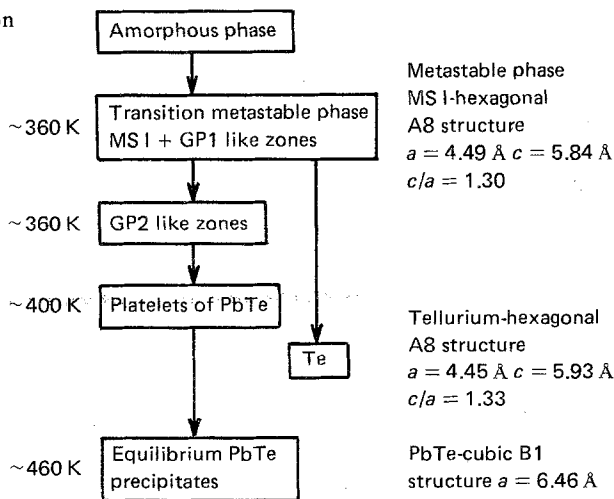 on
Amorphous phase
~360 K
Transition metastable phase
MS I + GP1 like zones
Metastable phase
MS I-hexagonal
A8 structure
a = 4.49 Å c = 5.84 Å
c/a = 1.30
~360 K
GP2 like zones
~400 K
Platelets of PbTe
Te
Tellurium-hexagonal
A8 structure
a = 4.45 Å c = 5.93 Å
c/a = 1.33
~460 K
Equilibrium PbTe
precipitates
PbTe-cubic B1
structure a = 6.46 Å